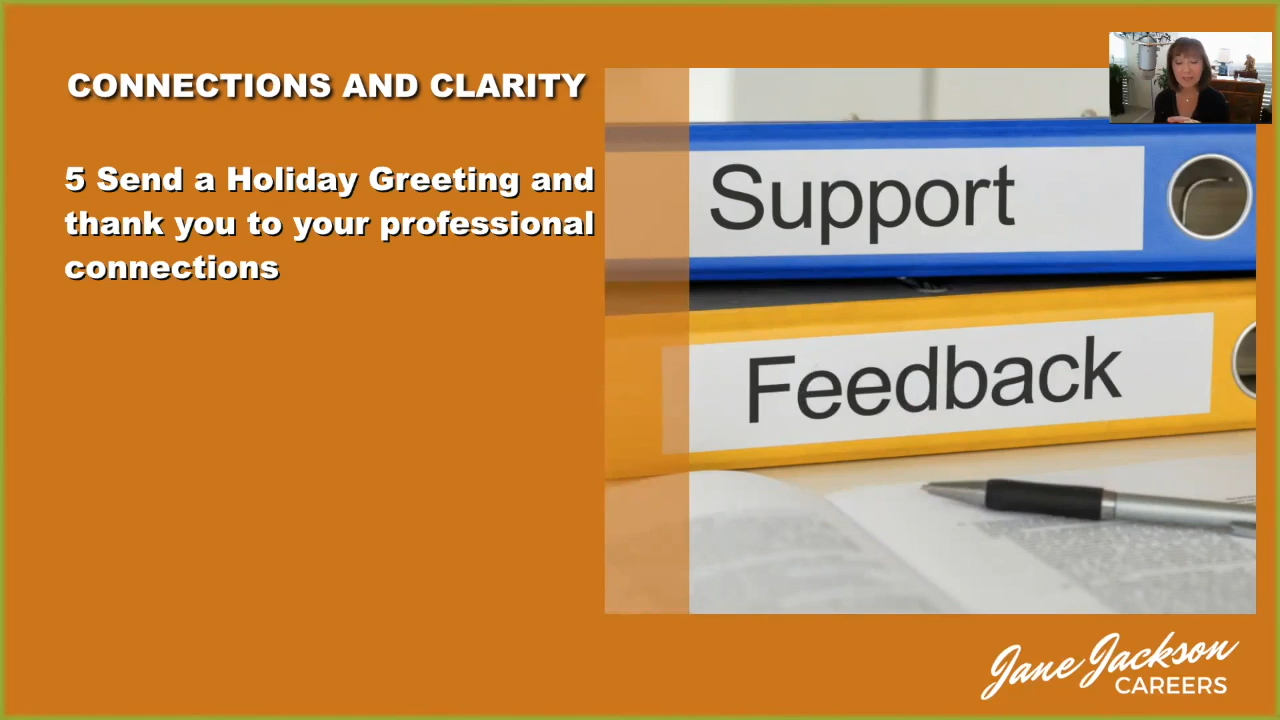 CONNECTIONS AND CLARITY
5 Send a Holiday Greeting and
thank you to your professional
connections
Support
Feedback
Jane Jackson
CAREERS